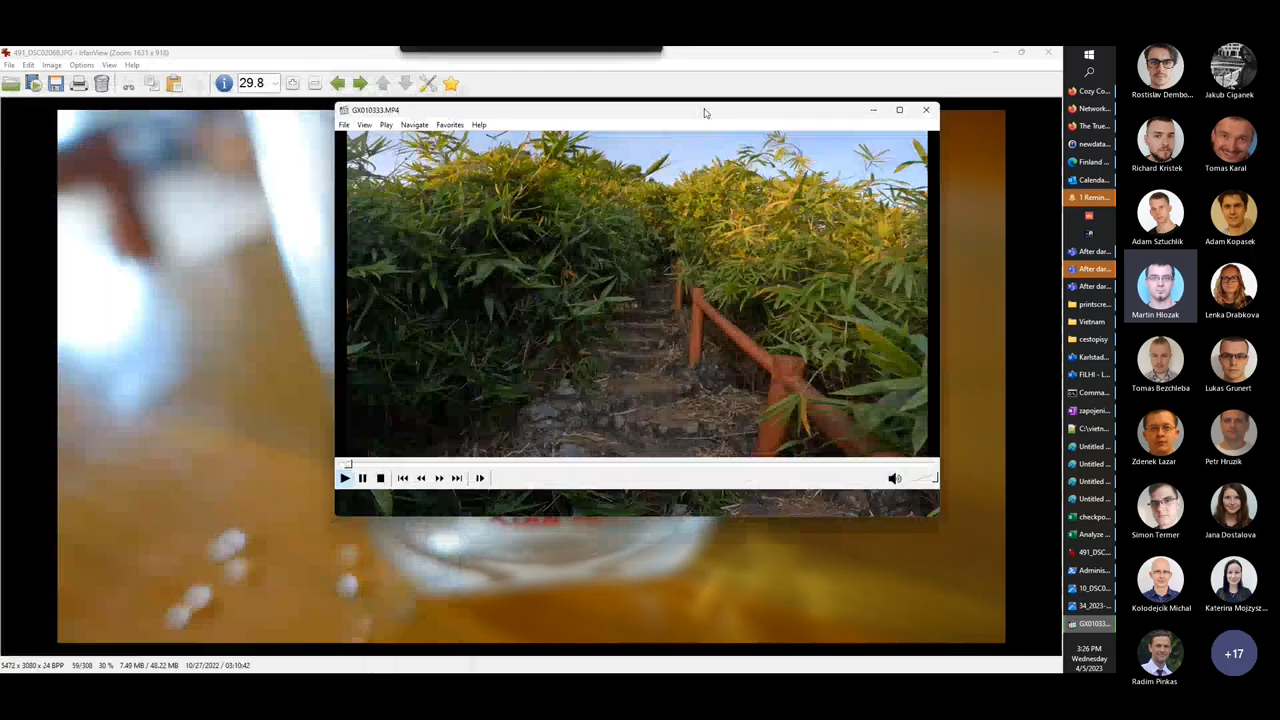 491_DSC02068.JPG - IrfanView (Zoom: 1631 x 918)
File Edit Image Options View Help
29.8
GX010333.MP4
File View Play Navigate Favorites Help
5472 x 3080 x 24 BPP 59/308 30 % 7.49 MB / 48.22 MB 10/27/2022 / 03:10:42
Cozy Co...
Network...
The True...
newdata...
Finland ...
Calenda...
1 Remin...
After dar...
After dar...
After dar...
printscre...
Vietnam
cestopisy
Karlstad...
FILHI - L...
Comma...
zapojeni...
C:\vietn...
Untitled ...
Untitled ...
Untitled ...
Untitled ...
checkpo...
Analyze ...
491_DSC...
Adminis...
10_DSC0...
34_2023-...
GX01033...
3:26 PM
Wednesday
4/5/2023
Rostislav Dembo... Jakub Ciganek
Richard Kristek Tomas Karal
Adam Sztuchlik Adam Kopasek
Martin Hlozak Lenka Drabkova
Tomas Bezchleba Lukas Grunert
Zdenek Lazar Petr Hruzik
Simon Termer Jana Dostalova
Kolodejcík Michal Katerina Mojzysz...
Radim Pinkas +17